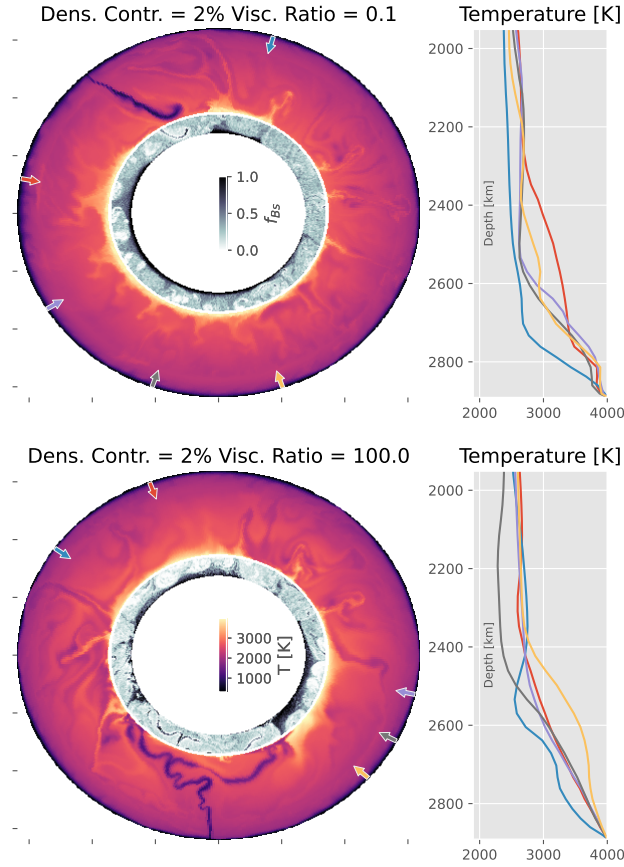 Dens. Contr. = 2% Visc. Ratio = 0.1
Temperature [K]
2000
2200
2400
2600
2800
Depth [km]
2000 3000 4000
1.0
0.5
0.0
f_Bs
Dens. Contr. = 2% Visc. Ratio = 100.0
Temperature [K]
2000
2200
2400
2600
2800
Depth [km]
2000 3000 4000
3000
2000
1000
T [K]